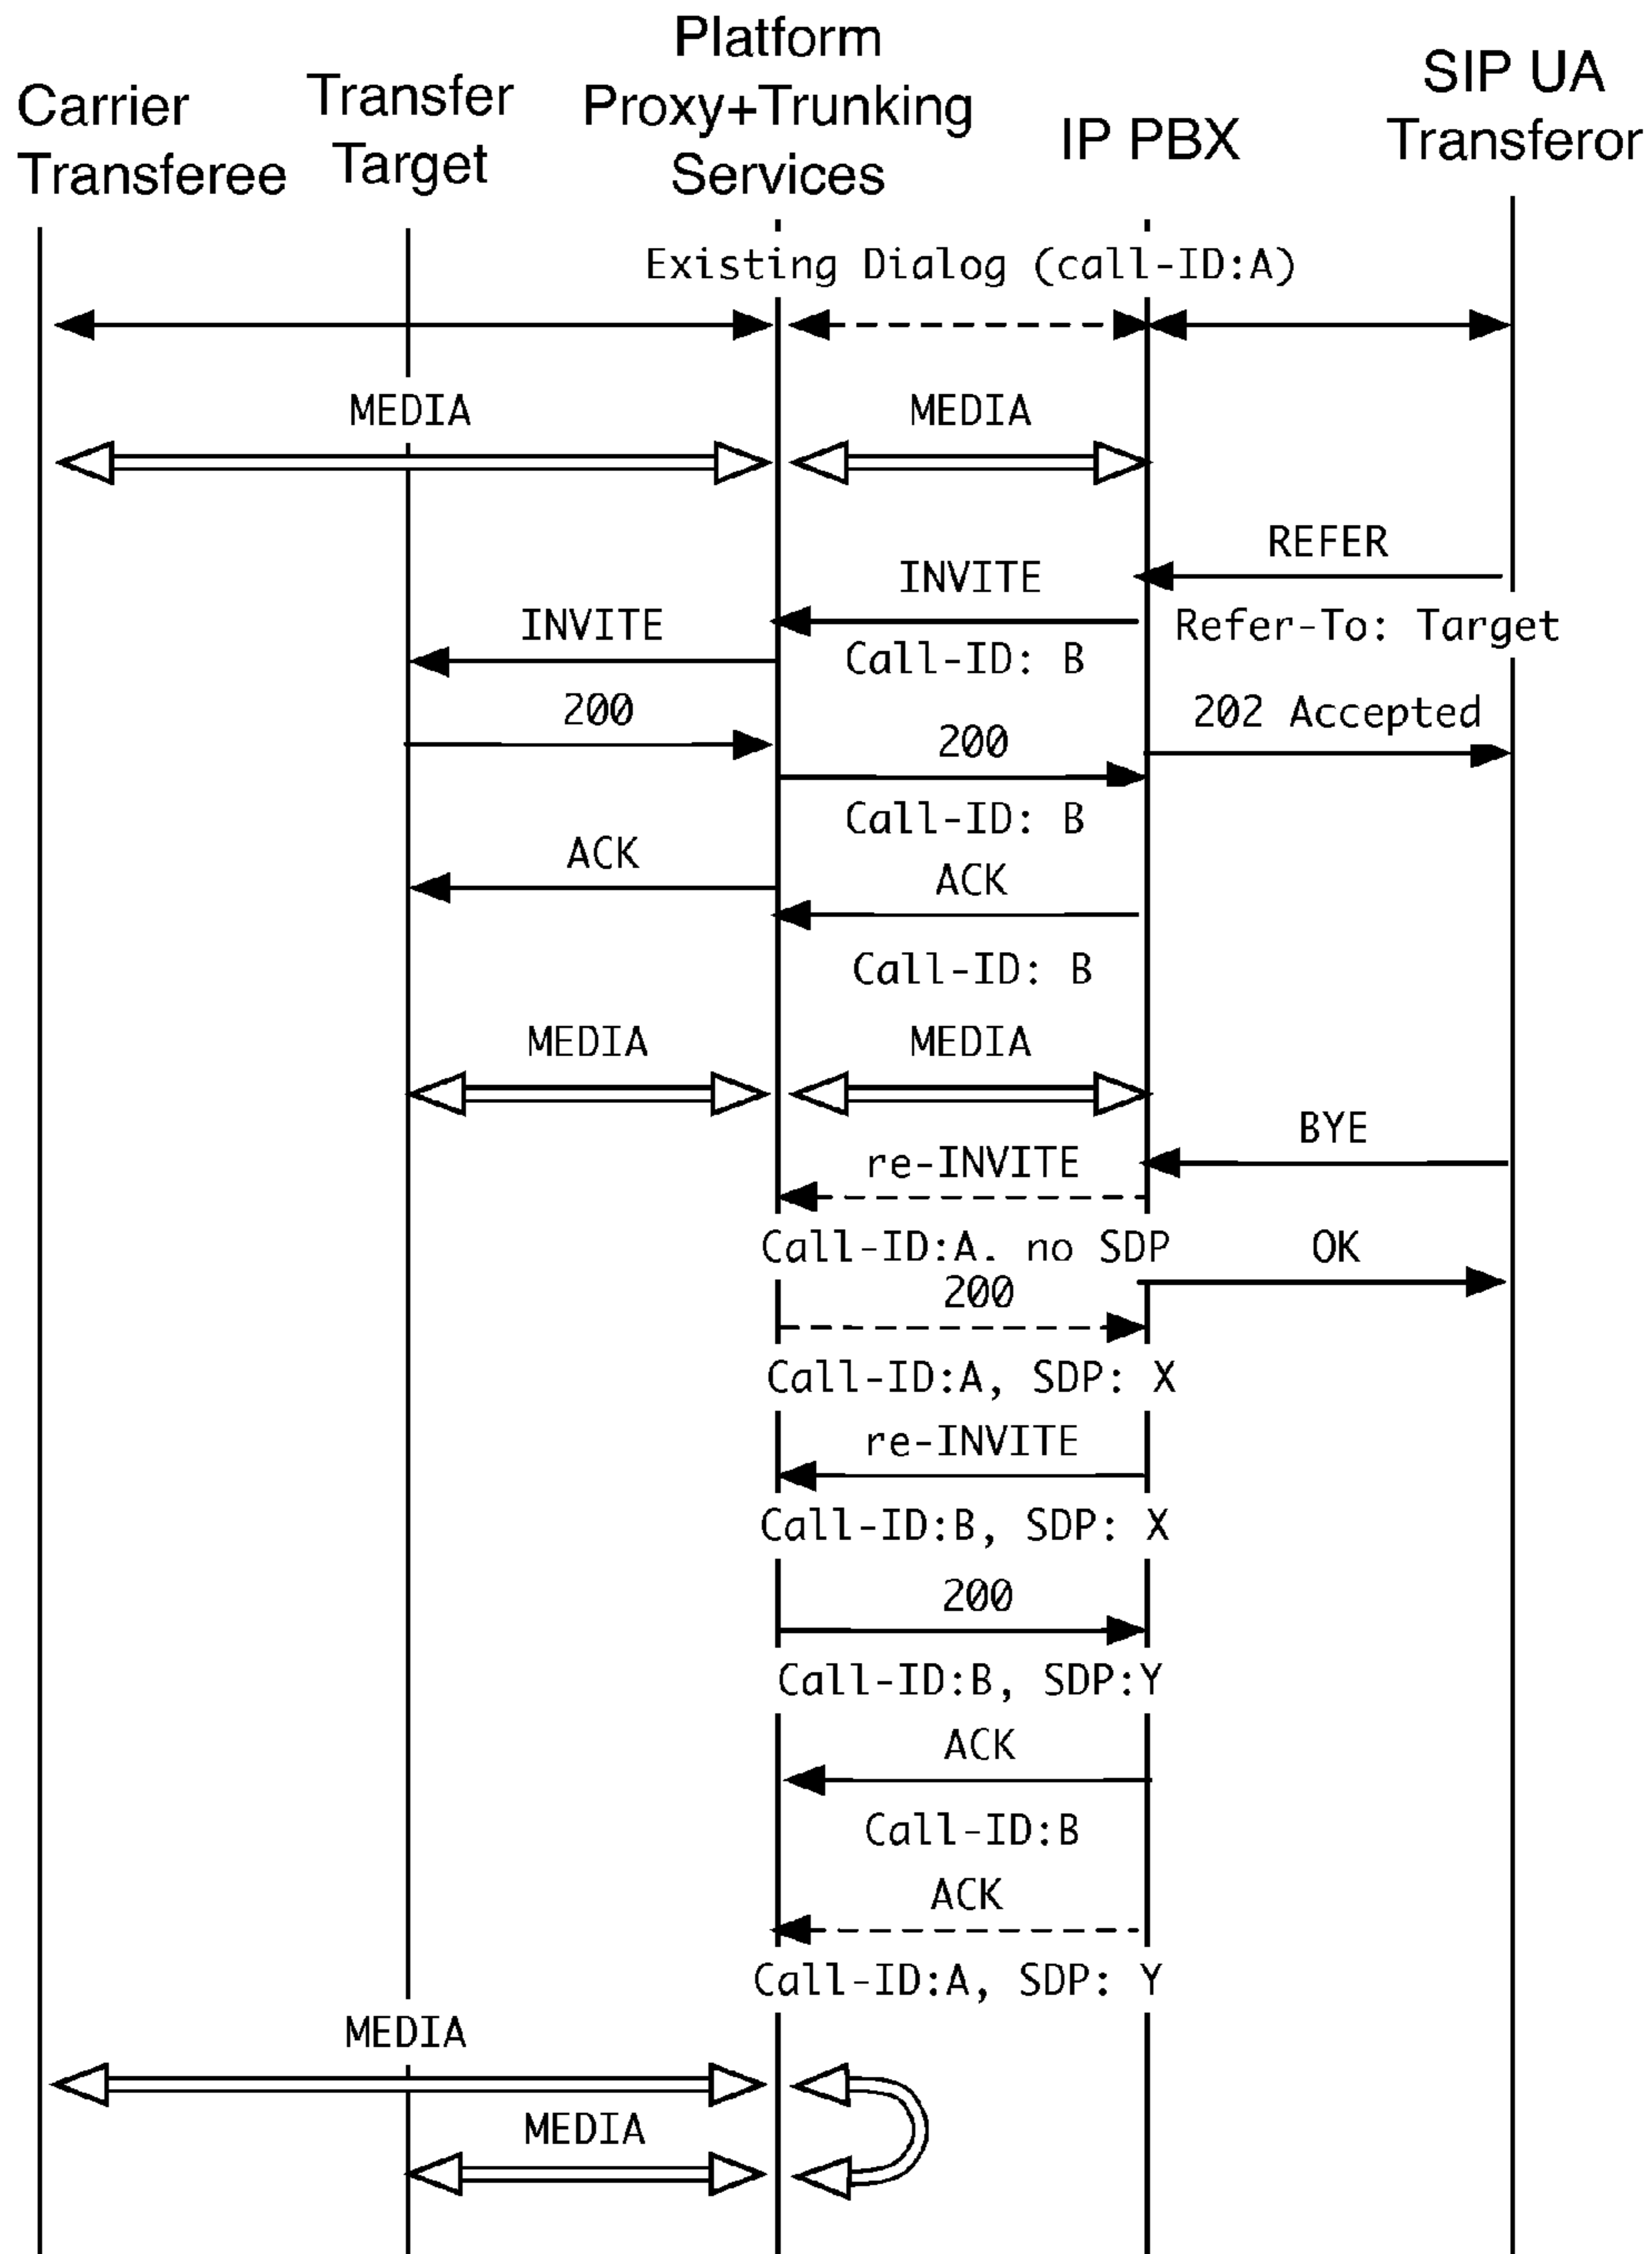 Carrier
Transferee
Transfer
Target
Platform
Proxy+Trunking
Services
IP PBX
SIP UA
Transferor
Existing Dialog (call-ID:A)
MEDIA
MEDIA
REFER
INVITE
INVITE
Refer-To: Target
Call-ID: B
200
202 Accepted
200
Call-ID: B
ACK
ACK
Call-ID: B
MEDIA
MEDIA
BYE
re-INVITE
Call-ID:A. no SDP
OK
200
Call-ID:A, SDP: X
re-INVITE
Call-ID:B, SDP: X
200
Call-ID:B, SDP:Y
ACK
Call-ID:B
ACK
Call-ID:A, SDP: Y
MEDIA
MEDIA